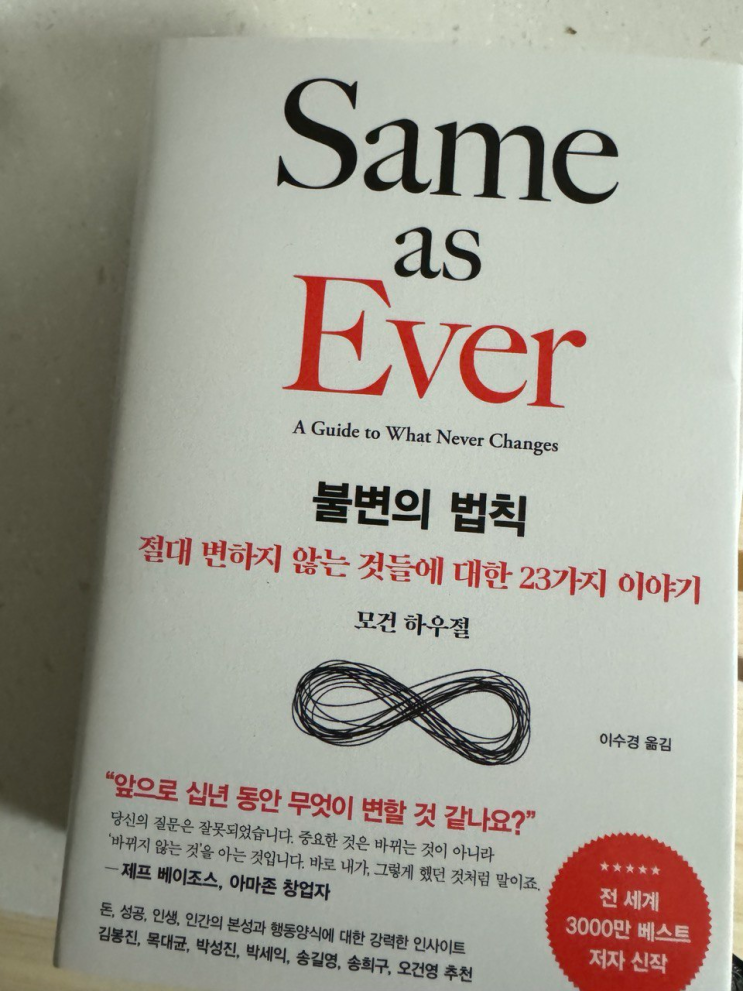 Same
as
Ever
A Guide to What Never Changes
불변의 법칙
절대 변하지 않는 것들에 대한 23가지 이야기
모건 하우절
이수경 옮김
“앞으로 십년 동안 무엇이 변할 것 같나요?”
당신의 질문은 잘못되었습니다. 중요한 것은 바뀌는 것이 아니라
‘바뀌지 않는 것’을 아는 것입니다. 바로 내가, 그렇게 했던 것처럼 말이죠.
— 제프 베이조스, 아마존 창업자
돈, 성공, 인생, 인간의 본성과 행동양식에 대한 강력한 인사이트
김봉진, 목대균, 박성진, 박세익, 송길영, 송희구, 오건영 추천
★★★★★
전 세계
3000만 베스트
저자 신작